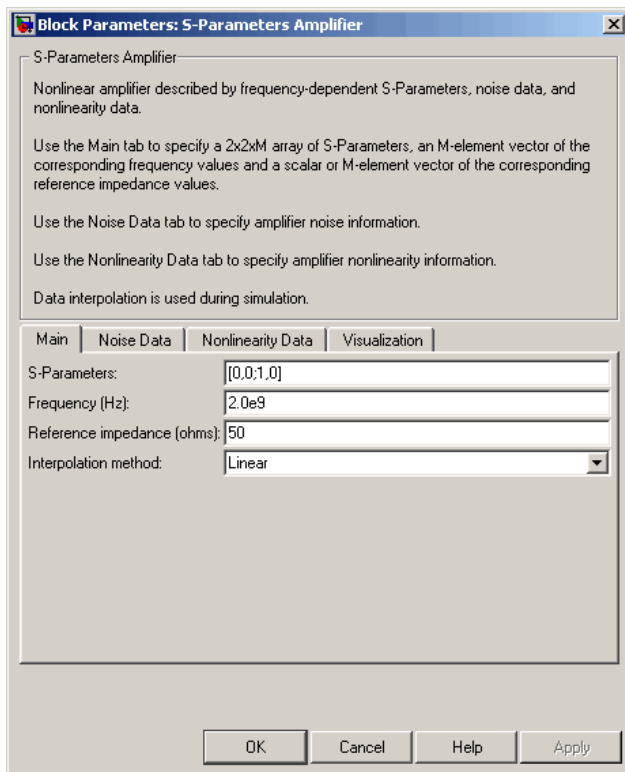 Block Parameters: S-Parameters Amplifier
S-Parameters Amplifier
Nonlinear amplifier described by frequency-dependent S-Parameters, noise data, and
nonlinearity data.
Use the Main tab to specify a 2x2xM array of S-Parameters, an M-element vector of the
corresponding frequency values and a scalar or M-element vector of the corresponding
reference impedance values.
Use the Noise Data tab to specify amplifier noise information.
Use the Nonlinearity Data tab to specify amplifier nonlinearity information.
Data interpolation is used during simulation.
Main Noise Data Nonlinearity Data Visualization
S-Parameters: [0,0;1,0]
Frequency (Hz): 2.0e9
Reference impedance (ohms): 50
Interpolation method: Linear
OK Cancel Help Apply